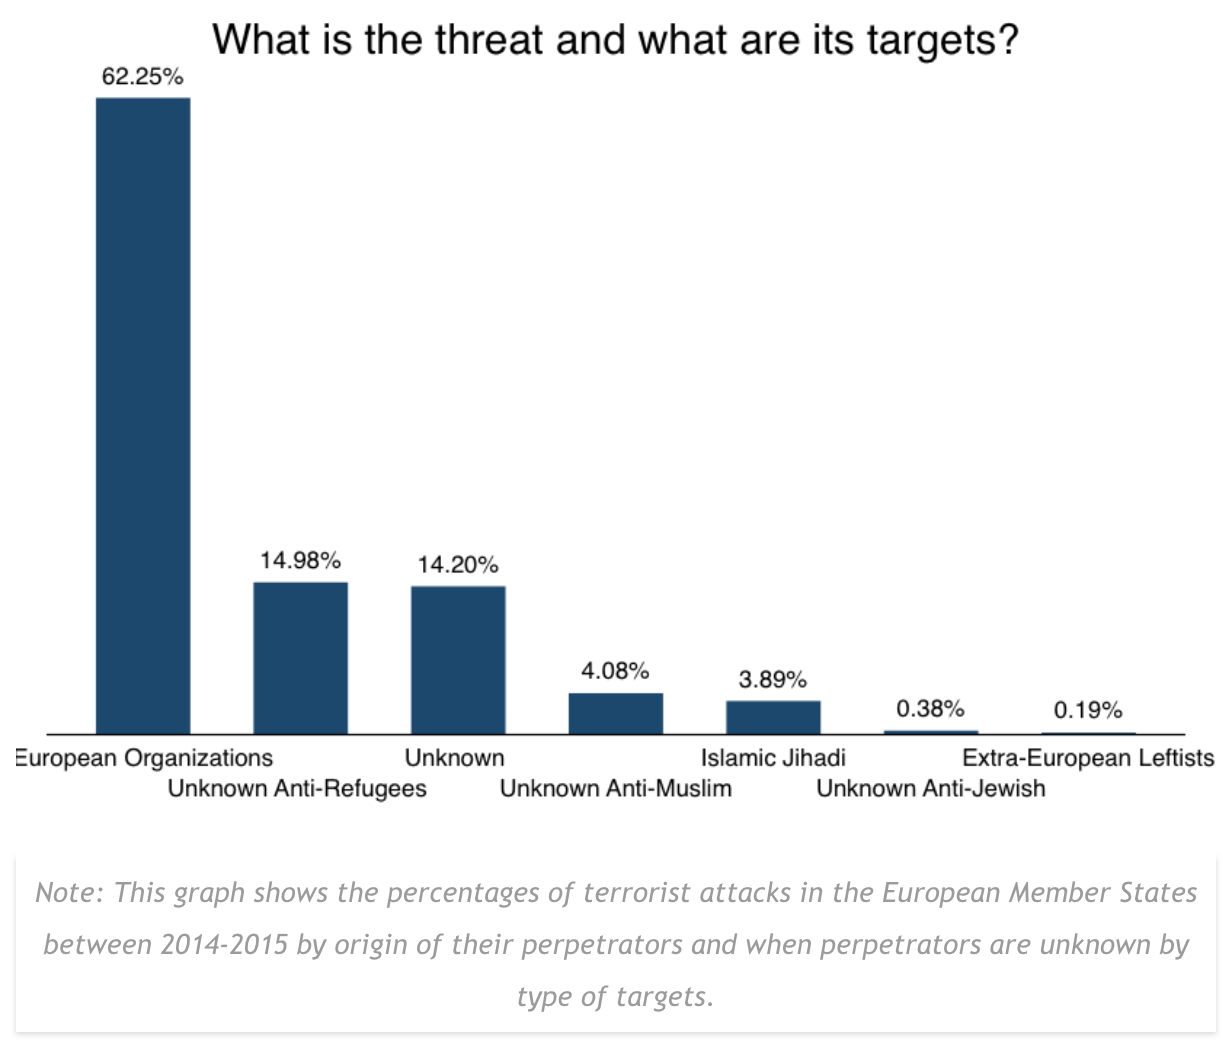 What is the threat and what are its targets?
62.25%
14.98%
14.20%
4.08%
3.89%
0.38%
0.19%
European Organizations
Unknown Anti-Refugees
Unknown
Unknown Anti-Muslim
Islamic Jihadi
Unknown Anti-Jewish
Extra-European Leftists
Note: This graph shows the percentages of terrorist attacks in the European Member States
between 2014-2015 by origin of their perpetrators and when perpetrators are unknown by
type of targets.